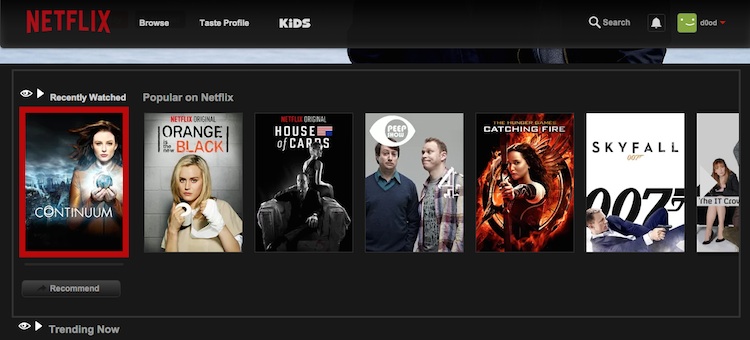 NETFLIX
Browse
Taste Profile
KiDS
Search
d0od
Recently Watched
Popular on Netflix
CONTINUUM
NETFLIX ORIGINAL
ORANGE
IS THE NEW
BLACK
NETFLIX ORIGINAL
HOUSE
of CARDS
PEEP
SHOW
4
THE HUNGER GAMES
CATCHING FIRE
SKYFALL
007
007
The IT Crow
Recommend
Trending Now